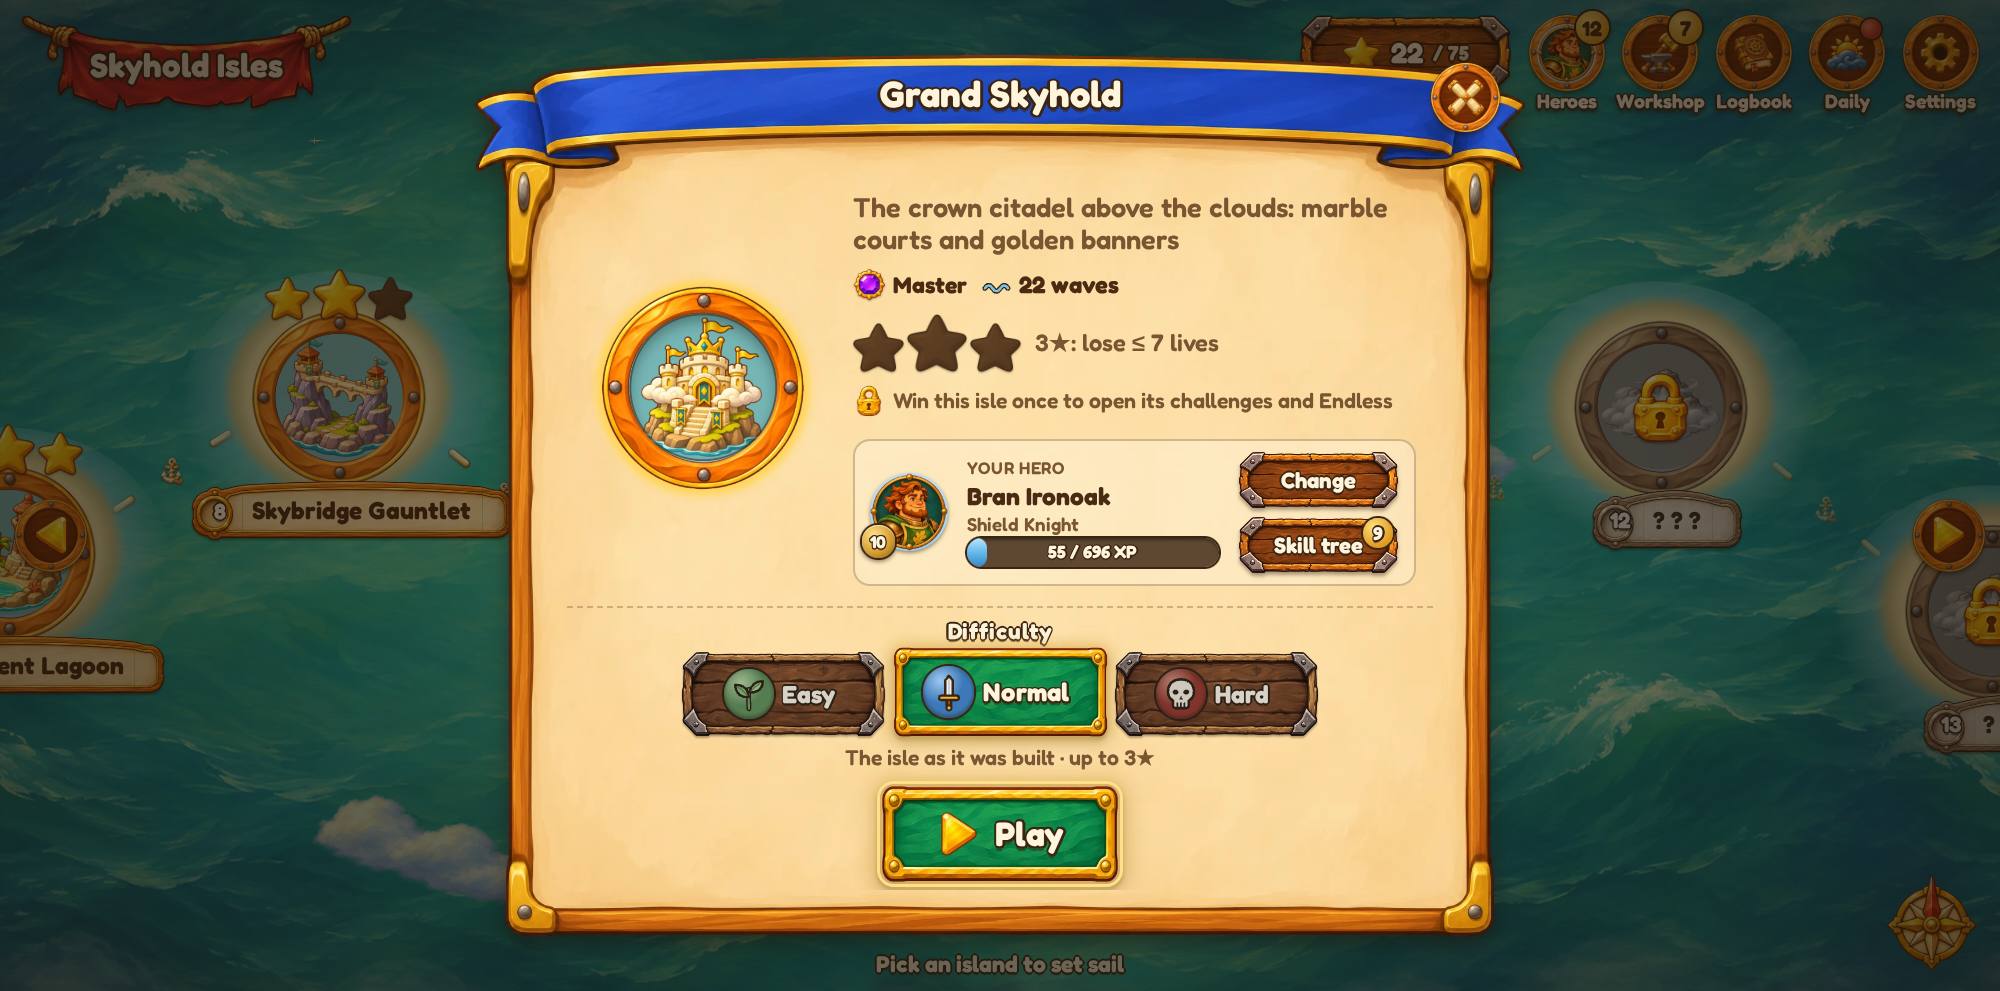 Skyhold Isles
22 / 75
12
Heroes
7
Workshop
Logbook
Daily
Settings
Grand Skyhold
The crown citadel above the clouds: marble
courts and golden banners
Master
22 waves
3★: lose ≤ 7 lives
Win this isle once to open its challenges and Endless
YOUR HERO
Bran Ironoak
Shield Knight
10
55 / 696 XP
Change
Skill tree
9
Difficulty
Easy
Normal
Hard
The isle as it was built · up to 3★
Play
8
Skybridge Gauntlet
ent Lagoon
12
???
13
?
Pick an island to set sail